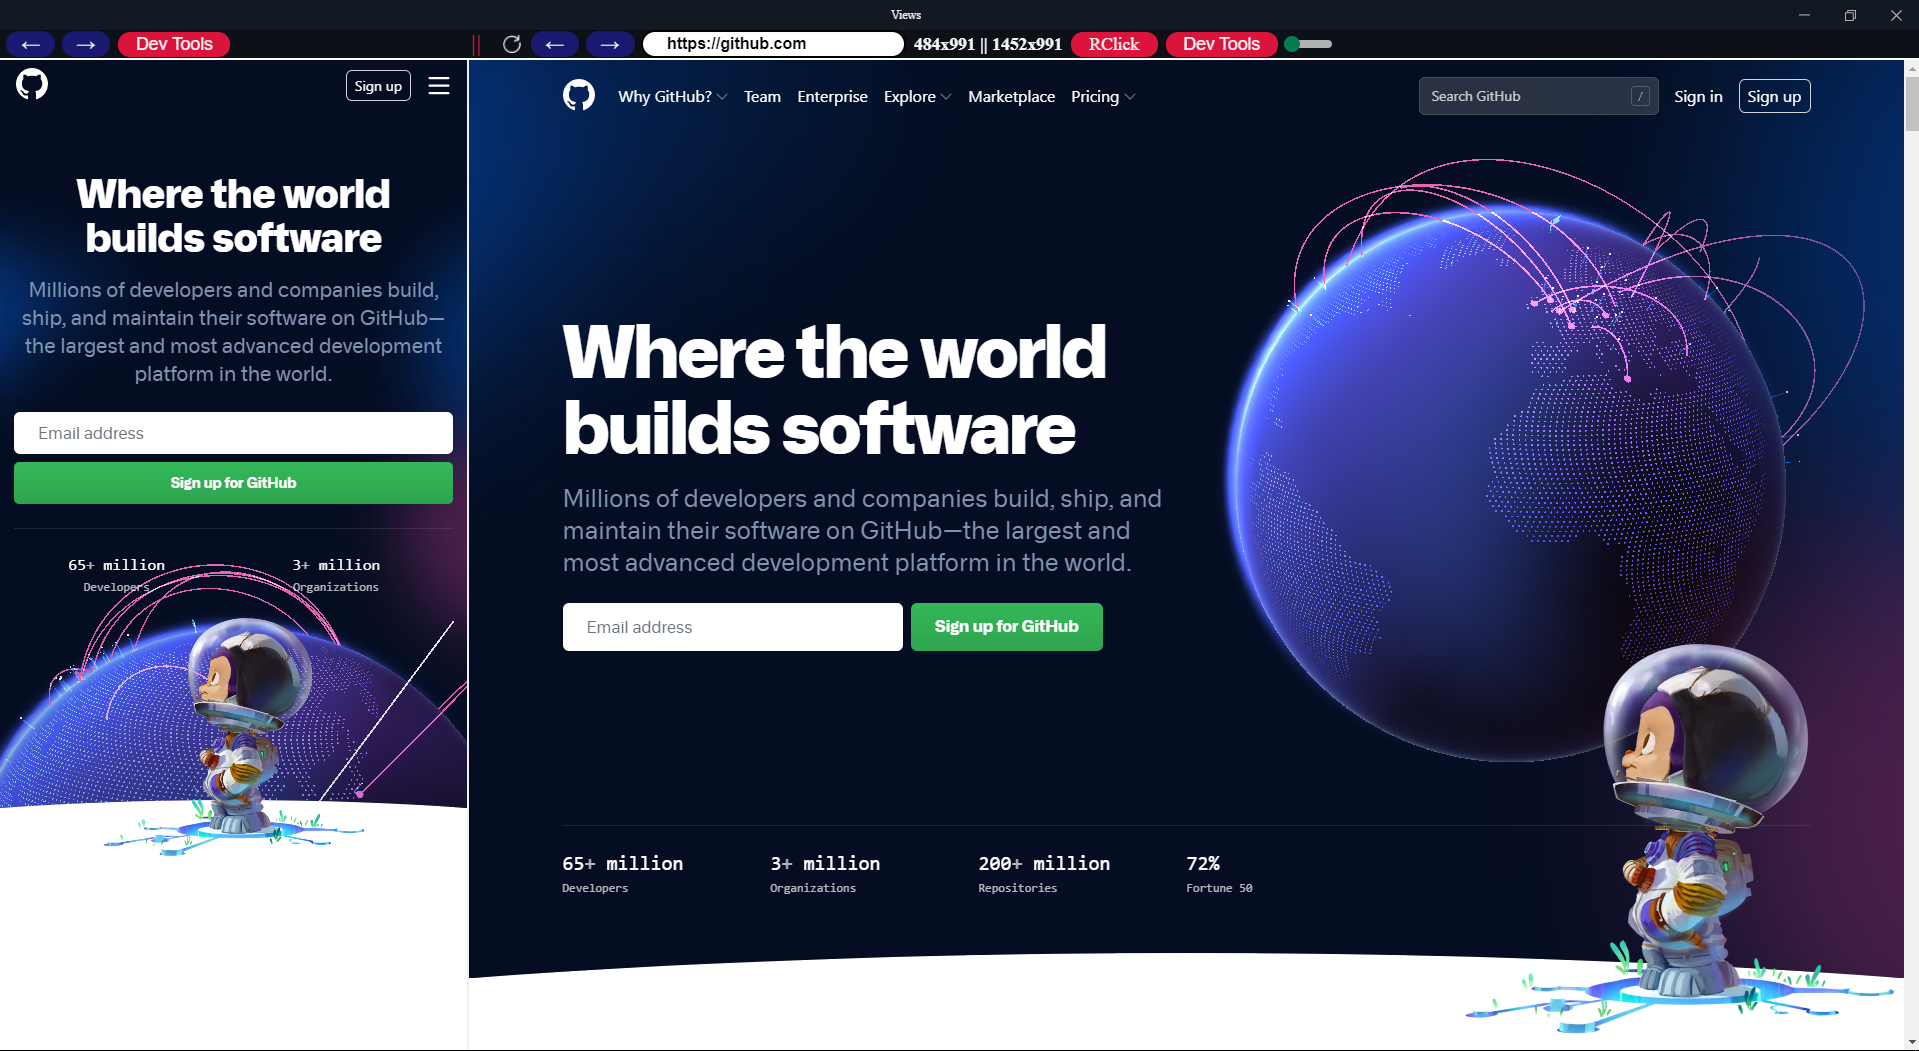 Views
← → Dev Tools
← → https://github.com 484x991 || 1452x991 RClick Dev Tools
Sign up
Where the world
builds software
Millions of developers and companies build,
ship, and maintain their software on GitHub—
the largest and most advanced development
platform in the world.
Email address
Sign up for GitHub
65+ million
Developers
3+ million
Organizations
Why GitHub? Team Enterprise Explore Marketplace Pricing
Search GitHub / Sign in Sign up
Where the world
builds software
Millions of developers and companies build, ship, and
maintain their software on GitHub—the largest and
most advanced development platform in the world.
Email address Sign up for GitHub
65+ million
Developers
3+ million
Organizations
200+ million
Repositories
72%
Fortune 50